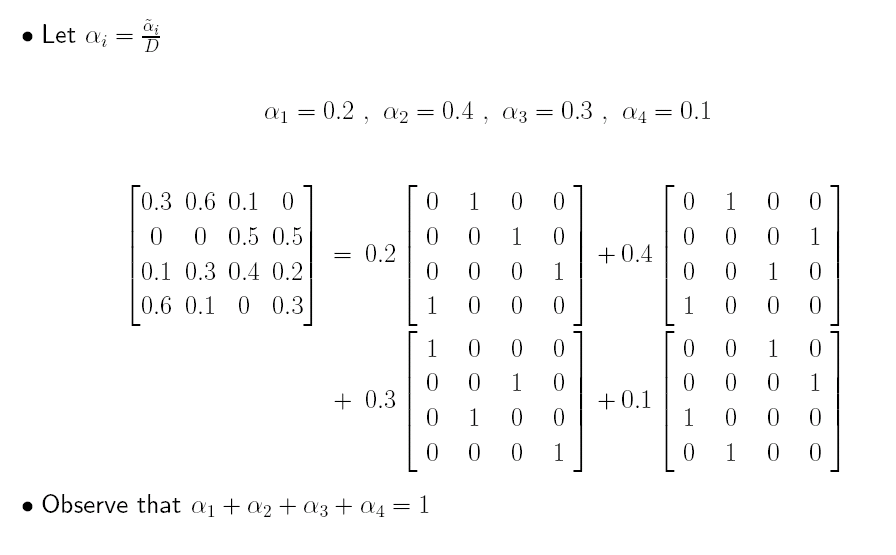 • Let αᵢ = α̃ᵢ/D
α₁ = 0.2 , α₂ = 0.4 , α₃ = 0.3 , α₄ = 0.1
0.3 0.6 0.1 0   0 1 0 0   0 1 0 0
0 0 0.5 0.5   0 0 1 0   0 0 0 1
= 0.2   + 0.4
0.1 0.3 0.4 0.2   0 0 0 1   0 0 1 0
0.6 0.1 0 0.3   1 0 0 0   1 0 0 0
1 0 0 0   0 0 1 0
0 0 1 0   0 0 0 1
+ 0.3   + 0.1
0 1 0 0   1 0 0 0
0 0 0 1   0 1 0 0
• Observe that α₁ + α₂ + α₃ + α₄ = 1